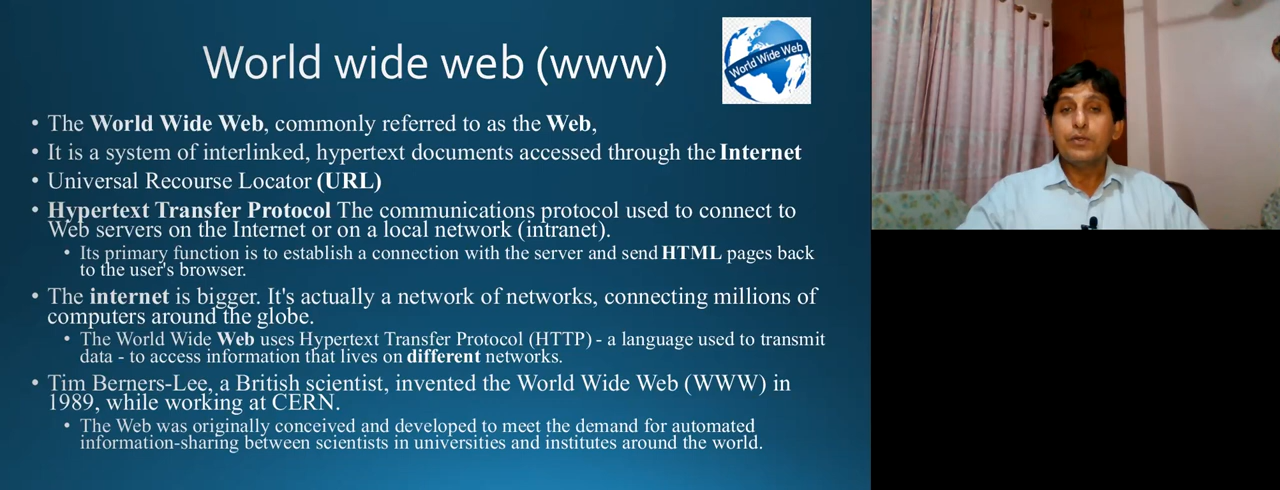 World wide web (www)
World Wide Web
• The World Wide Web, commonly referred to as the Web,
• It is a system of interlinked, hypertext documents accessed through the Internet
• Universal Recourse Locator (URL)
• Hypertext Transfer Protocol The communications protocol used to connect to
Web servers on the Internet or on a local network (intranet).
• Its primary function is to establish a connection with the server and send HTML pages back
to the user's browser.
• The internet is bigger. It's actually a network of networks, connecting millions of
computers around the globe.
• The World Wide Web uses Hypertext Transfer Protocol (HTTP) - a language used to transmit
data - to access information that lives on different networks.
• Tim Berners-Lee, a British scientist, invented the World Wide Web (WWW) in
1989, while working at CERN.
• The Web was originally conceived and developed to meet the demand for automated
information-sharing between scientists in universities and institutes around the world.